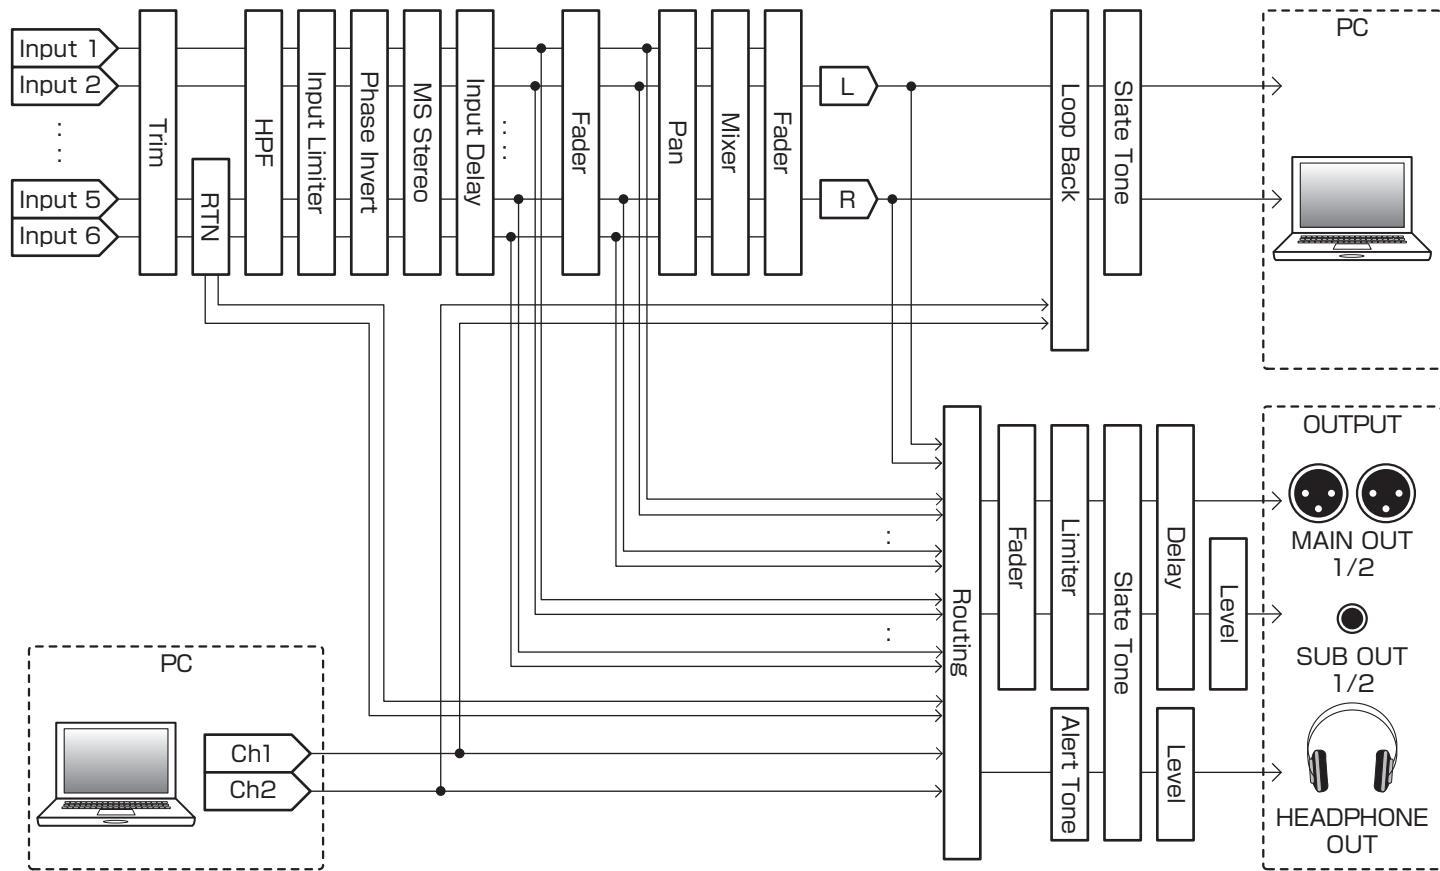 Input 1
Input 2
Input 5
Input 6
Trim
RTN
HPF
Input Limiter
Phase Invert
MS Stereo
Input Delay
Fader
Pan
Mixer
Fader
L
R
Loop Back
Slate Tone
PC
PC
Ch1
Ch2
Routing
Fader
Limiter
Alert Tone
Slate Tone
Delay
Level
Level
OUTPUT
MAIN OUT
1/2
SUB OUT
1/2
HEADPHONE
OUT